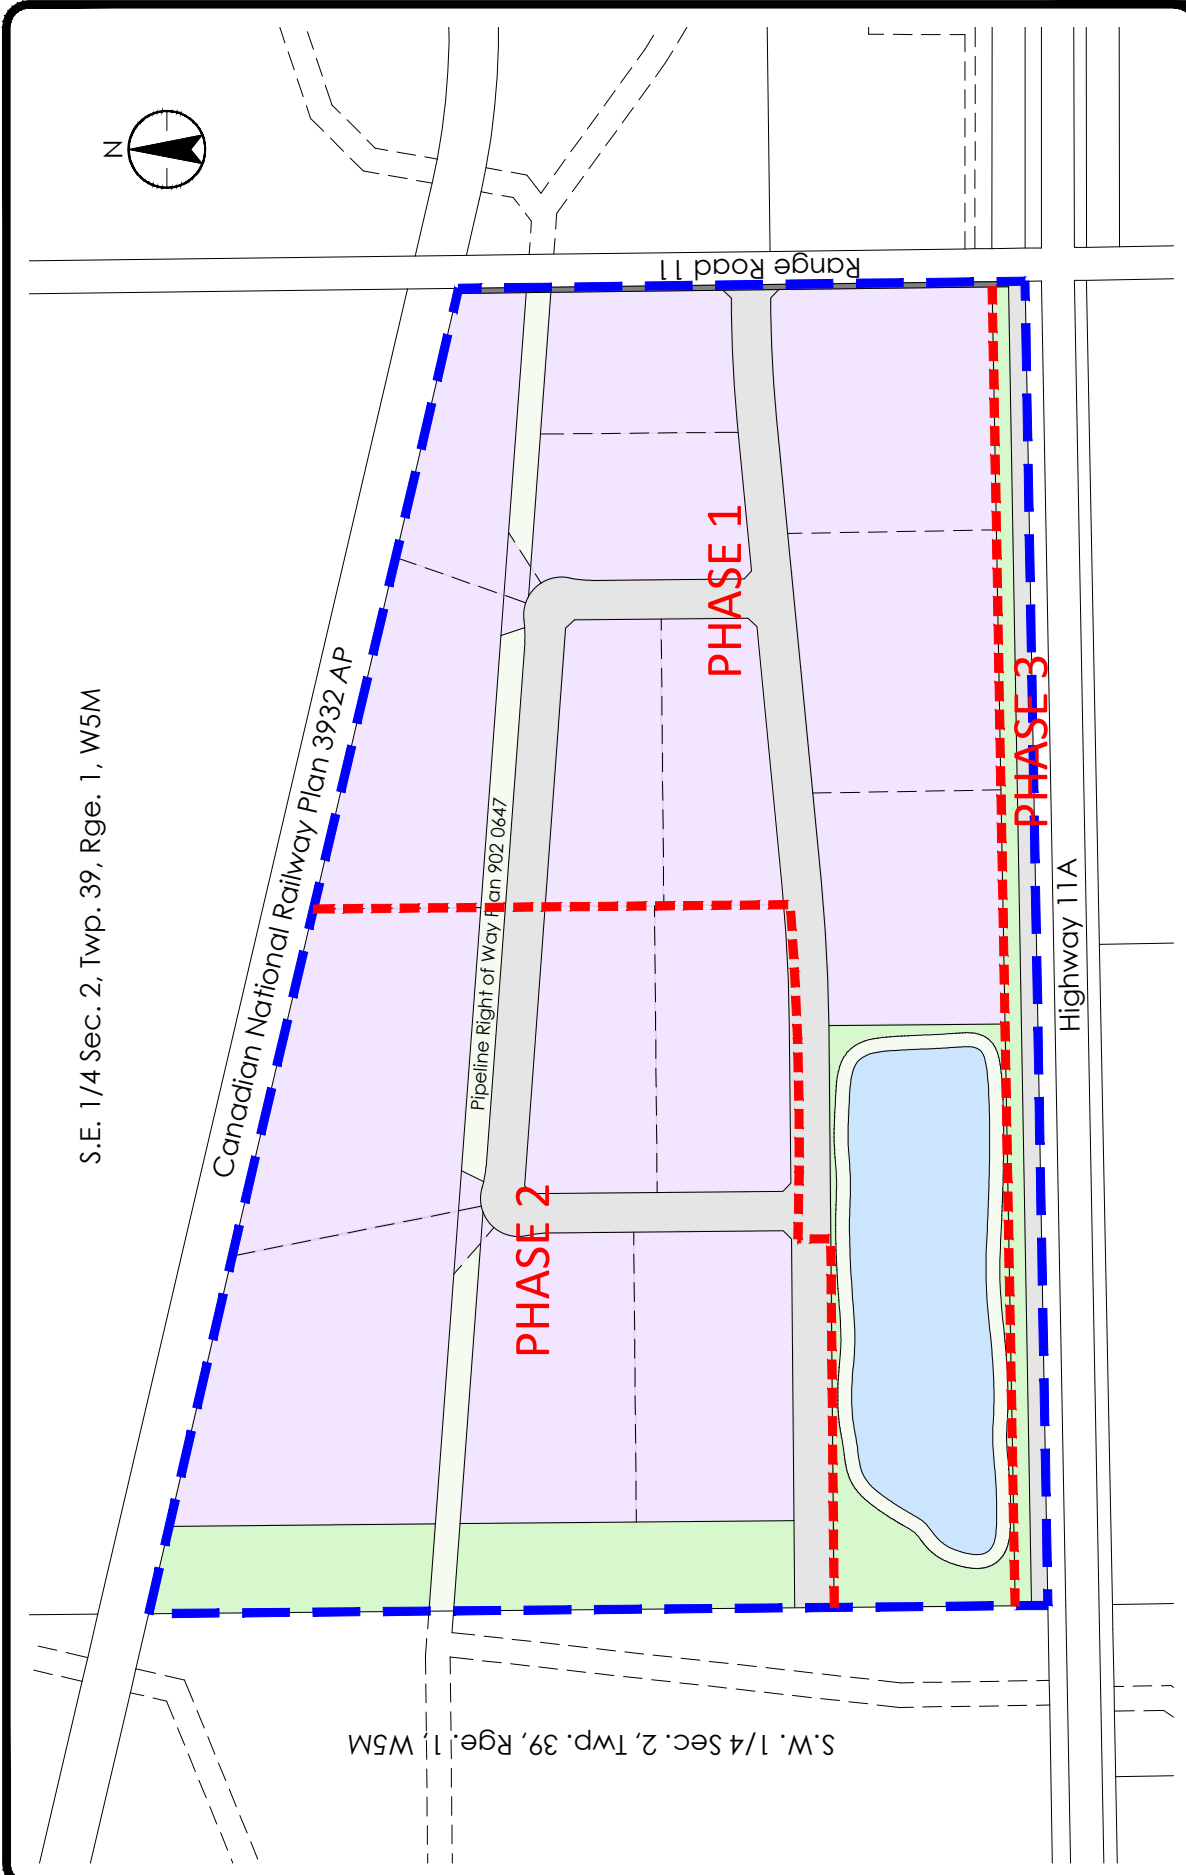 N
Range Road 11
S.E. 1/4 Sec. 2, Twp. 39, Rge. 1, W5M
Canadian National Railway Plan 3932 AP
Pipeline Right of Way Plan 902 0647
PHASE 1
PHASE 2
PHASE 3
Highway 11A
S.W. 1/4 Sec. 2, Twp. 39, Rge. 1, W5M